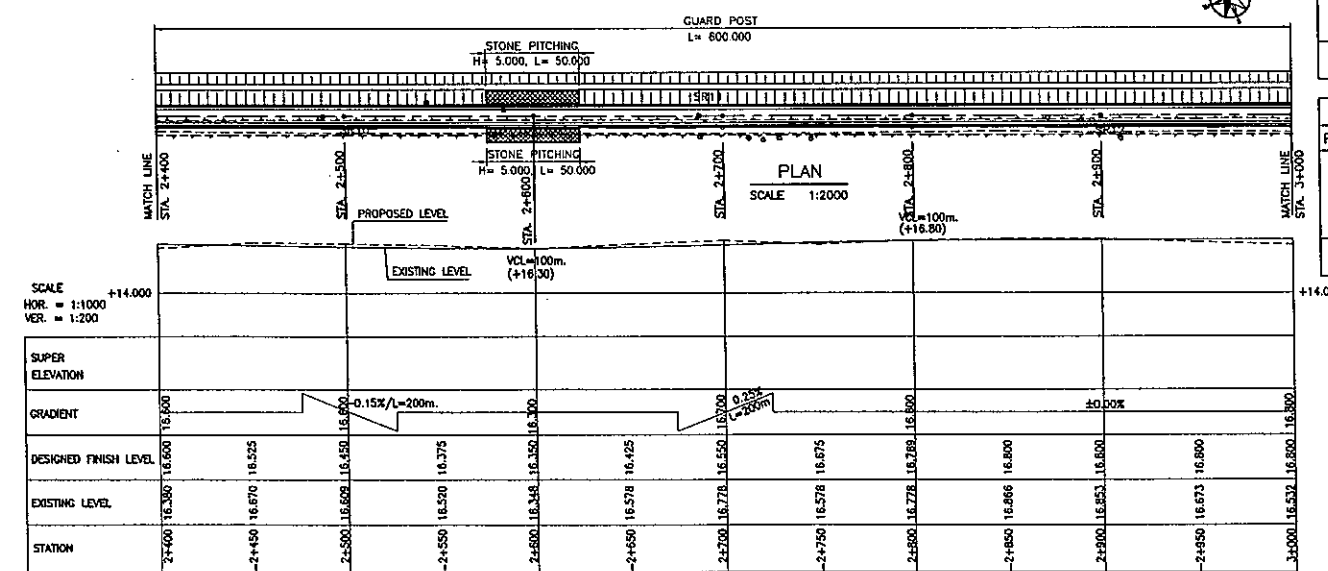 GUARD POST
L= 600.000
STONE PITCHING
H= 5.000, L= 50.000
SR1
STONE PITCHING
H= 5.000, L= 50.000
PLAN
SCALE 1:2000
MATCH LINE
STA. 2+400
STA. 2+500
STA. 2+600
STA. 2+700
STA. 2+800
STA. 2+900
MATCH LINE
STA. 3+000
PROPOSED LEVEL
EXISTING LEVEL
VCL=100m.
(+16.30)
VCL=100m.
(+16.80)
SCALE
HOR. = 1:1000
VER. = 1:200
+14.000
+14.0
SUPER
ELEVATION
GRADIENT 16.600 16.600 -0.15%/L=200m. 16.300 16.700 0.25% L=200m 16.800 ±0.00% 16.800
DESIGNED FINISH LEVEL 16.600 16.525 16.450 16.375 16.350 16.425 16.550 16.675 16.789 16.800 16.800 16.800 16.800
EXISTING LEVEL 16.380 16.670 16.609 16.520 16.348 16.578 16.778 16.578 16.778 16.866 16.853 16.673 16.532
STATION 2+400 2+450 2+500 2+550 2+600 2+650 2+700 2+750 2+800 2+850 2+900 2+950 3+000